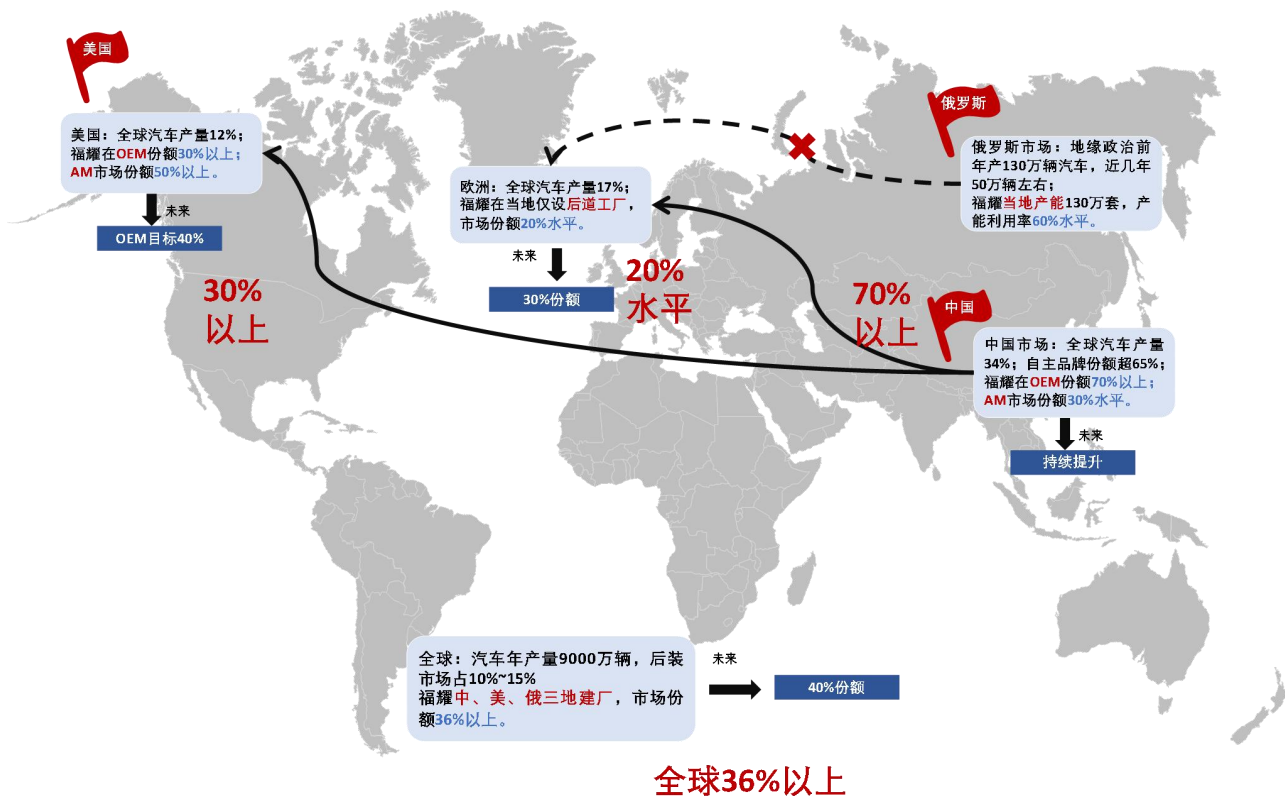 美国
美国：全球汽车产量12%；
福耀在OEM份额30%以上；
AM市场份额50%以上。
未来
OEM目标40%
30%
以上
欧洲：全球汽车产量17%；
福耀在当地仅设后道工厂，
市场份额20%水平。
未来
30%份额
20%
水平
俄罗斯
俄罗斯市场：地缘政治前
年产130万辆汽车，近几年
50万辆左右；
福耀当地产能130万套，产
能利用率60%水平。
70%
以上
中国
中国市场：全球汽车产量
34%；自主品牌份额超65%；
福耀在OEM份额70%以上；
AM市场份额30%水平。
未来
持续提升
全球：汽车年产量9000万辆，后装
市场占10%~15%
福耀中、美、俄三地建厂，市场份
额36%以上。
未来
40%份额
全球36%以上